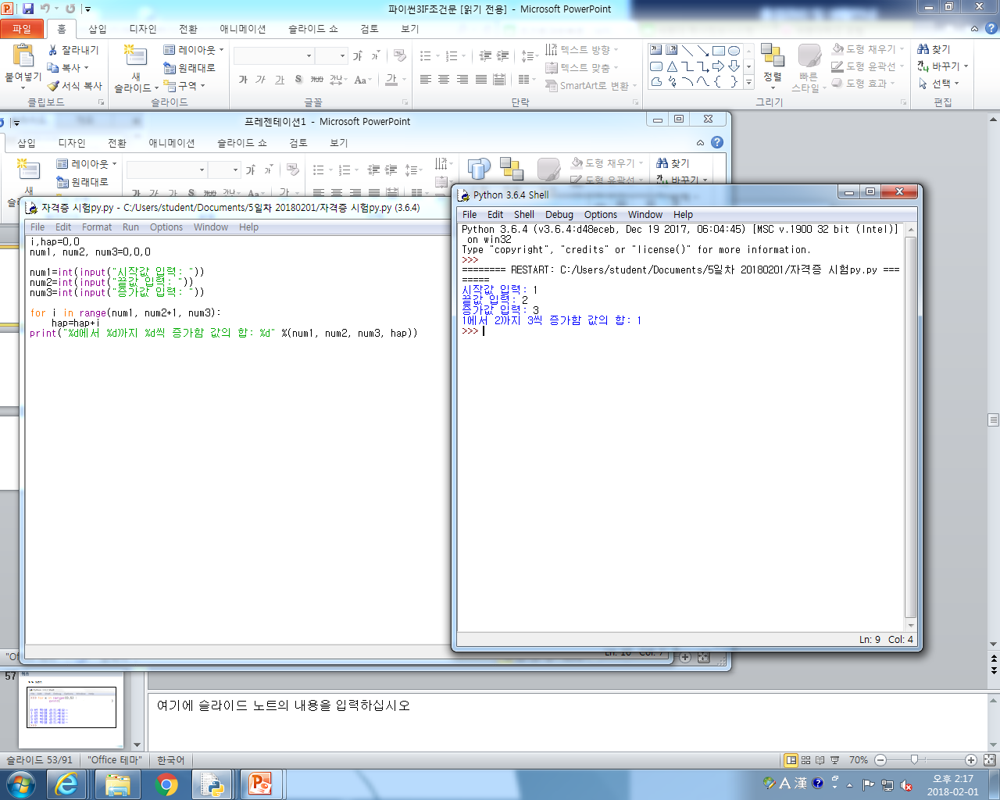 파이썬3IF조건문 [읽기 전용] - Microsoft PowerPoint
파일 홈 삽입 디자인 전환 애니메이션 슬라이드 쇼 검토 보기
붙여넣기
잘라내기
복사
서식 복사
클립보드
새 슬라이드
레이아웃
원래대로
구역
슬라이드
글꼴
텍스트 방향
텍스트 맞춤
SmartArt로 변환
단락
정렬
빠른 스타일
도형 채우기
도형 윤곽선
도형 효과
그리기
찾기
바꾸기
선택
편집
프레젠테이션1 - Microsoft PowerPoint
삽입 디자인 전환 애니메이션 슬라이드 쇼 검토 보기
새
레이아웃
원래대로
도형 채우기
찾기
바꾸기
자격증 시험py.py - C:/Users/student/Documents/5일차 20180201/자격증 시험py.py (3.6.4)
File Edit Format Run Options Window Help
i,hap=0,0
num1, num2, num3=0,0,0
num1=int(input("시작값 입력: "))
num2=int(input("끝값 입력: "))
num3=int(input("증가값 입력: "))
for i in range(num1, num2+1, num3):
hap=hap+i
print("%d에서 %d까지 %d씩 증가함 값의 합: %d" %(num1, num2, num3, hap))
Python 3.6.4 Shell
File Edit Shell Debug Options Window Help
Python 3.6.4 (v3.6.4:d48eceb, Dec 19 2017, 06:04:45) [MSC v.1900 32 bit (Intel)]
on win32
Type "copyright", "credits" or "license()" for more information.
>>>
======== RESTART: C:/Users/student/Documents/5일차 20180201/자격증 시험py.py ===
=====
시작값 입력: 1
끝값 입력: 2
증가값 입력: 3
1에서 2까지 3씩 증가함 값의 합: 1
>>>
Ln: 9 Col: 4
57
여기에 슬라이드 노트의 내용을 입력하십시오
슬라이드 53/91 "Office 테마" 한국어
70%
A 漢
오후 2:17
2018-02-01